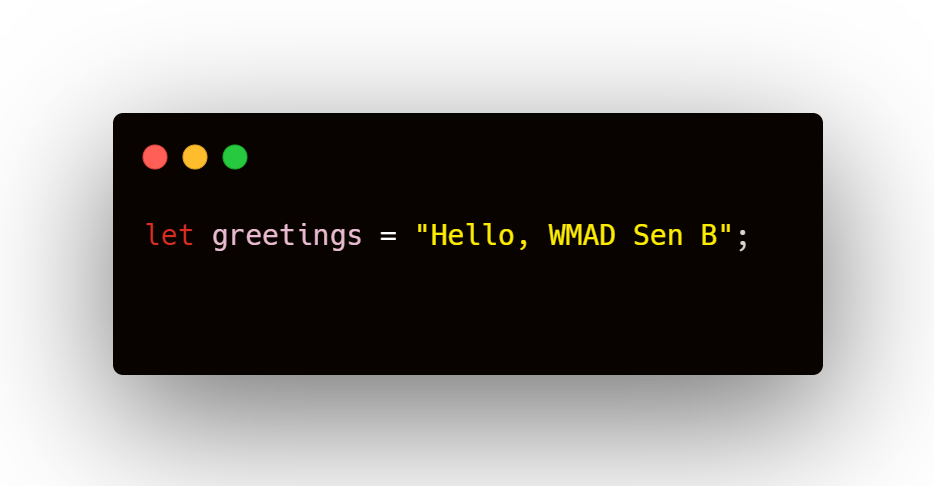 let greetings = "Hello, WMAD Sen B";